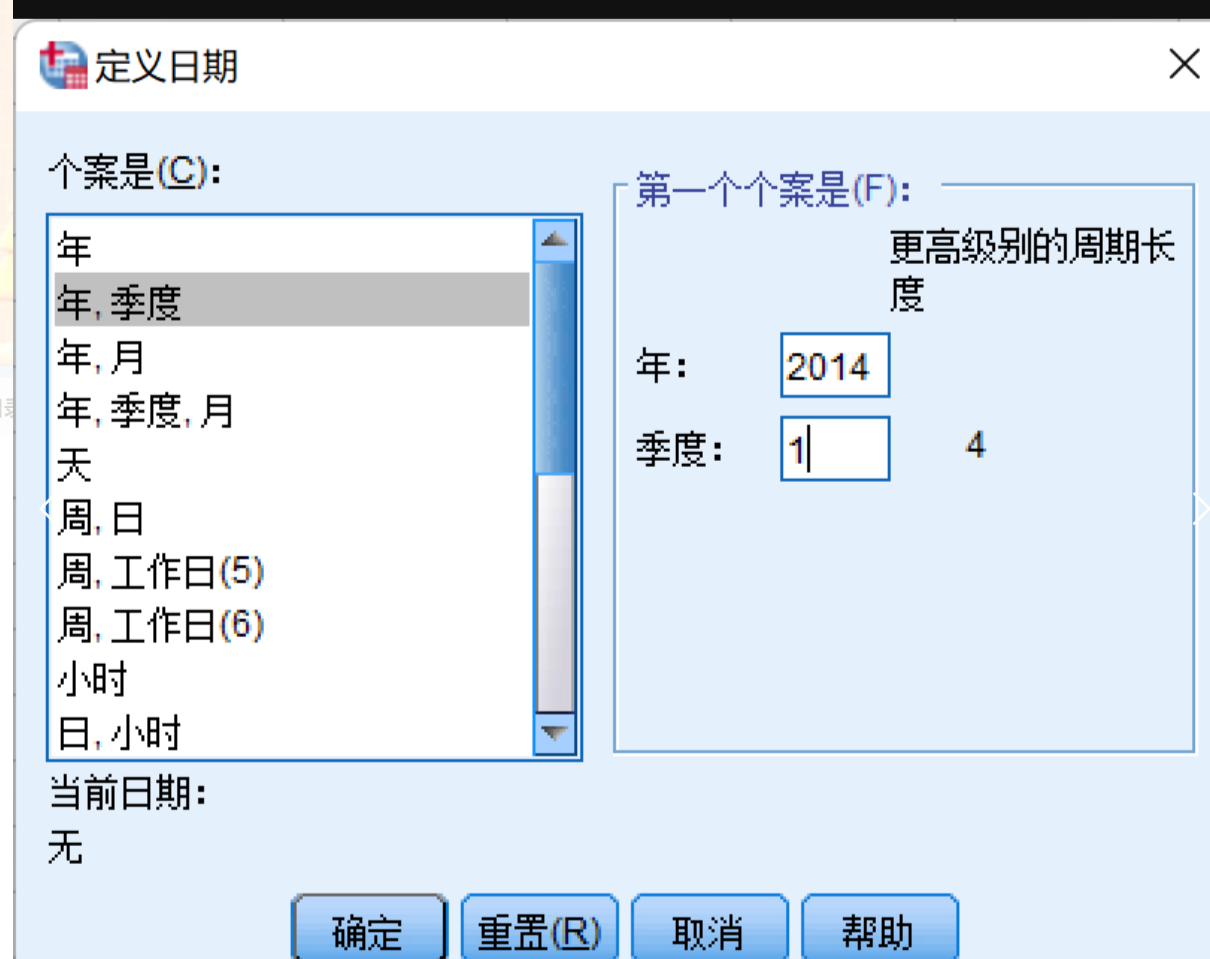 定义日期
个案是(C):
年
年, 季度
年, 月
年, 季度, 月
天
周, 日
周, 工作日(5)
周, 工作日(6)
小时
日, 小时
第一个个案是(F):
更高级别的周期长
度
年: 2014
季度: 1 4
当前日期:
无
确定 重置(R) 取消 帮助